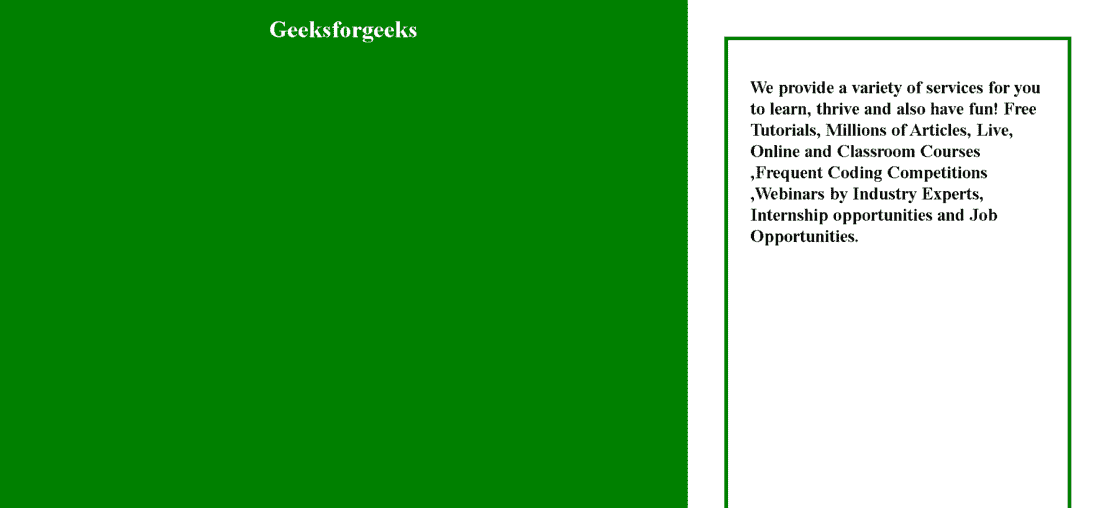 Geeksforgeeks
We provide a variety of services for you
to learn, thrive and also have fun! Free
Tutorials, Millions of Articles, Live,
Online and Classroom Courses
,Frequent Coding Competitions
,Webinars by Industry Experts,
Internship opportunities and Job
Opportunities.